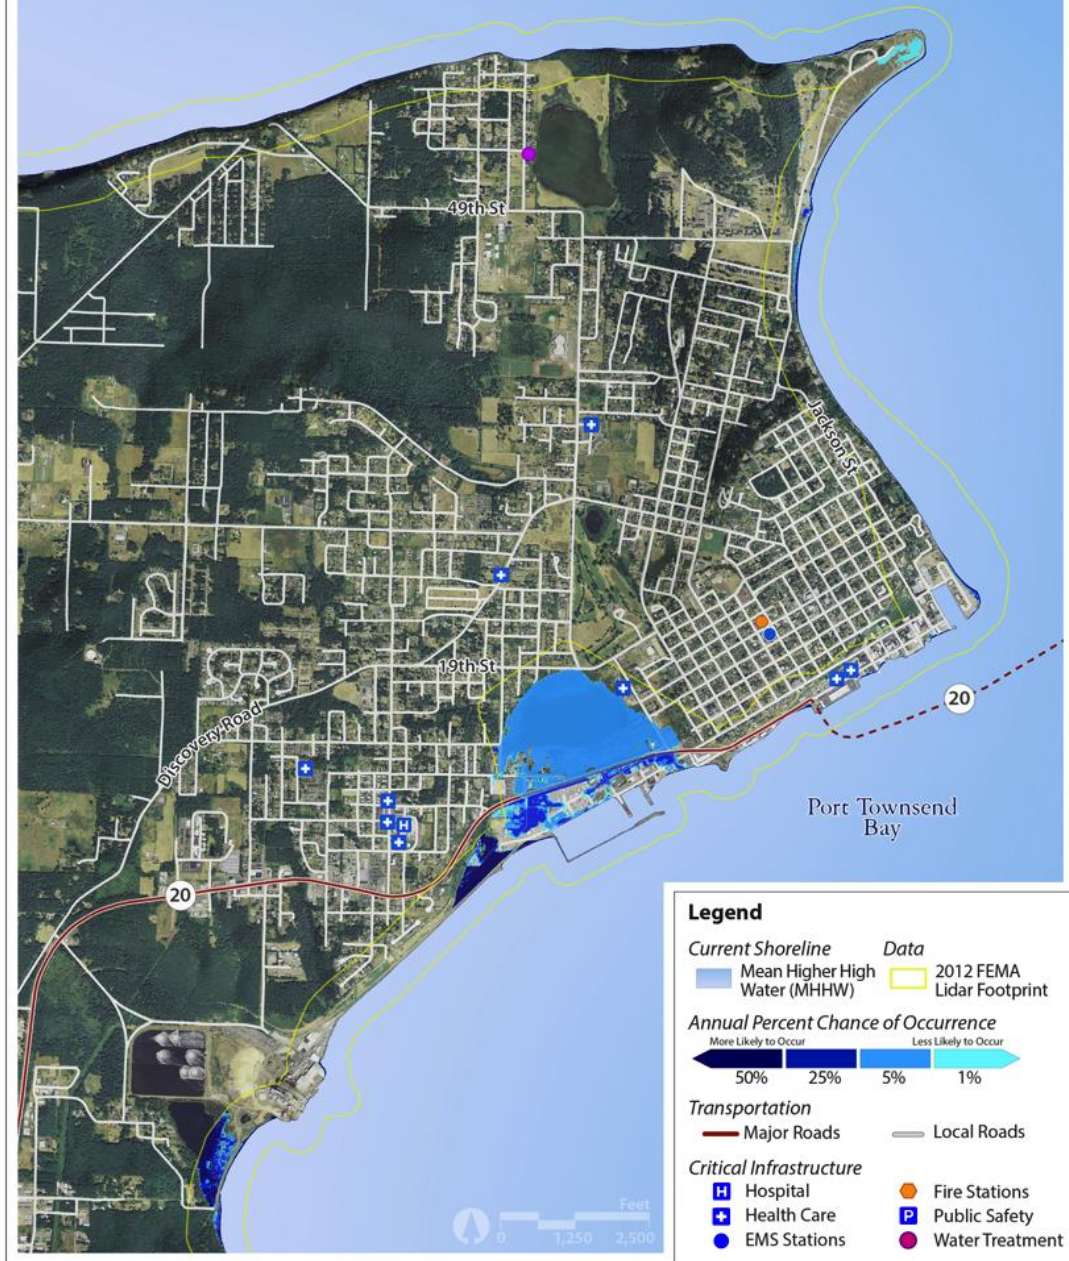 49th St
Jackson St
19th St
Discovery Road
20
Port Townsend
Bay
20
Feet
0 1,250 2,500
Legend
Current Shoreline Data
Mean Higher High
Water (MHHW)
2012 FEMA
Lidar Footprint
Annual Percent Chance of Occurrence
More Likely to Occur Less Likely to Occur
50% 25% 5% 1%
Transportation
Major Roads Local Roads
Critical Infrastructure
H Hospital Fire Stations
Health Care P Public Safety
EMS Stations Water Treatment
H